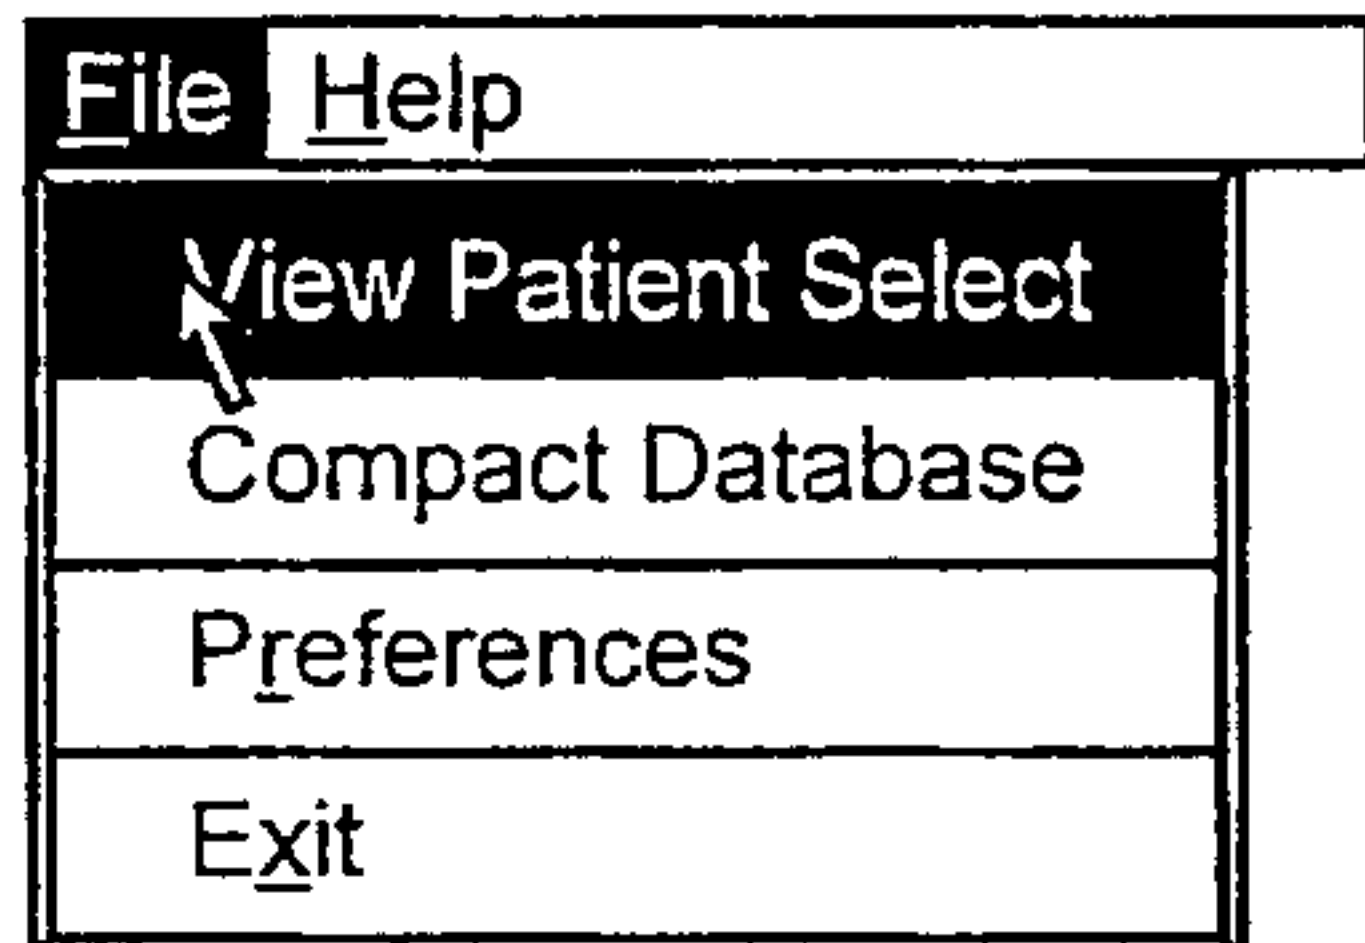 File Help
View Patient Select
Compact Database
Preferences
Exit